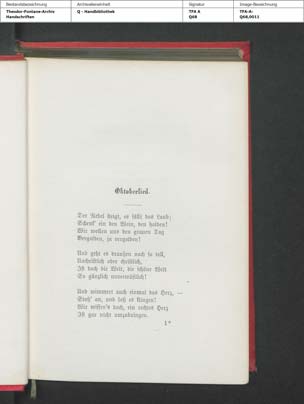 Bestandsbezeichnung Archivalieneinheit Signatur Image-Bezeichnung
Theodor-Fontane-Archiv Q - Handbibliothek TFA A TFA-A-
Handschriften Q68 Q68,0011
Oktoberlied.
Der Nebel steigt, es fällt das Laub;
Schenk' ein den Wein, den holden!
Wir wollen uns den grauen Tag
Vergolden, ja vergolden!
Und geht es draußen noch so toll,
Unchristlich oder christlich,
Ist doch die Welt, die schöne Welt
So gänzlich unverwüstlich!
Und wimmert auch einmal das Herz, —
Stoß' an, und laß es klingen!
Wir wissen's doch, ein rechtes Herz
Ist gar nicht umzubringen.
1*